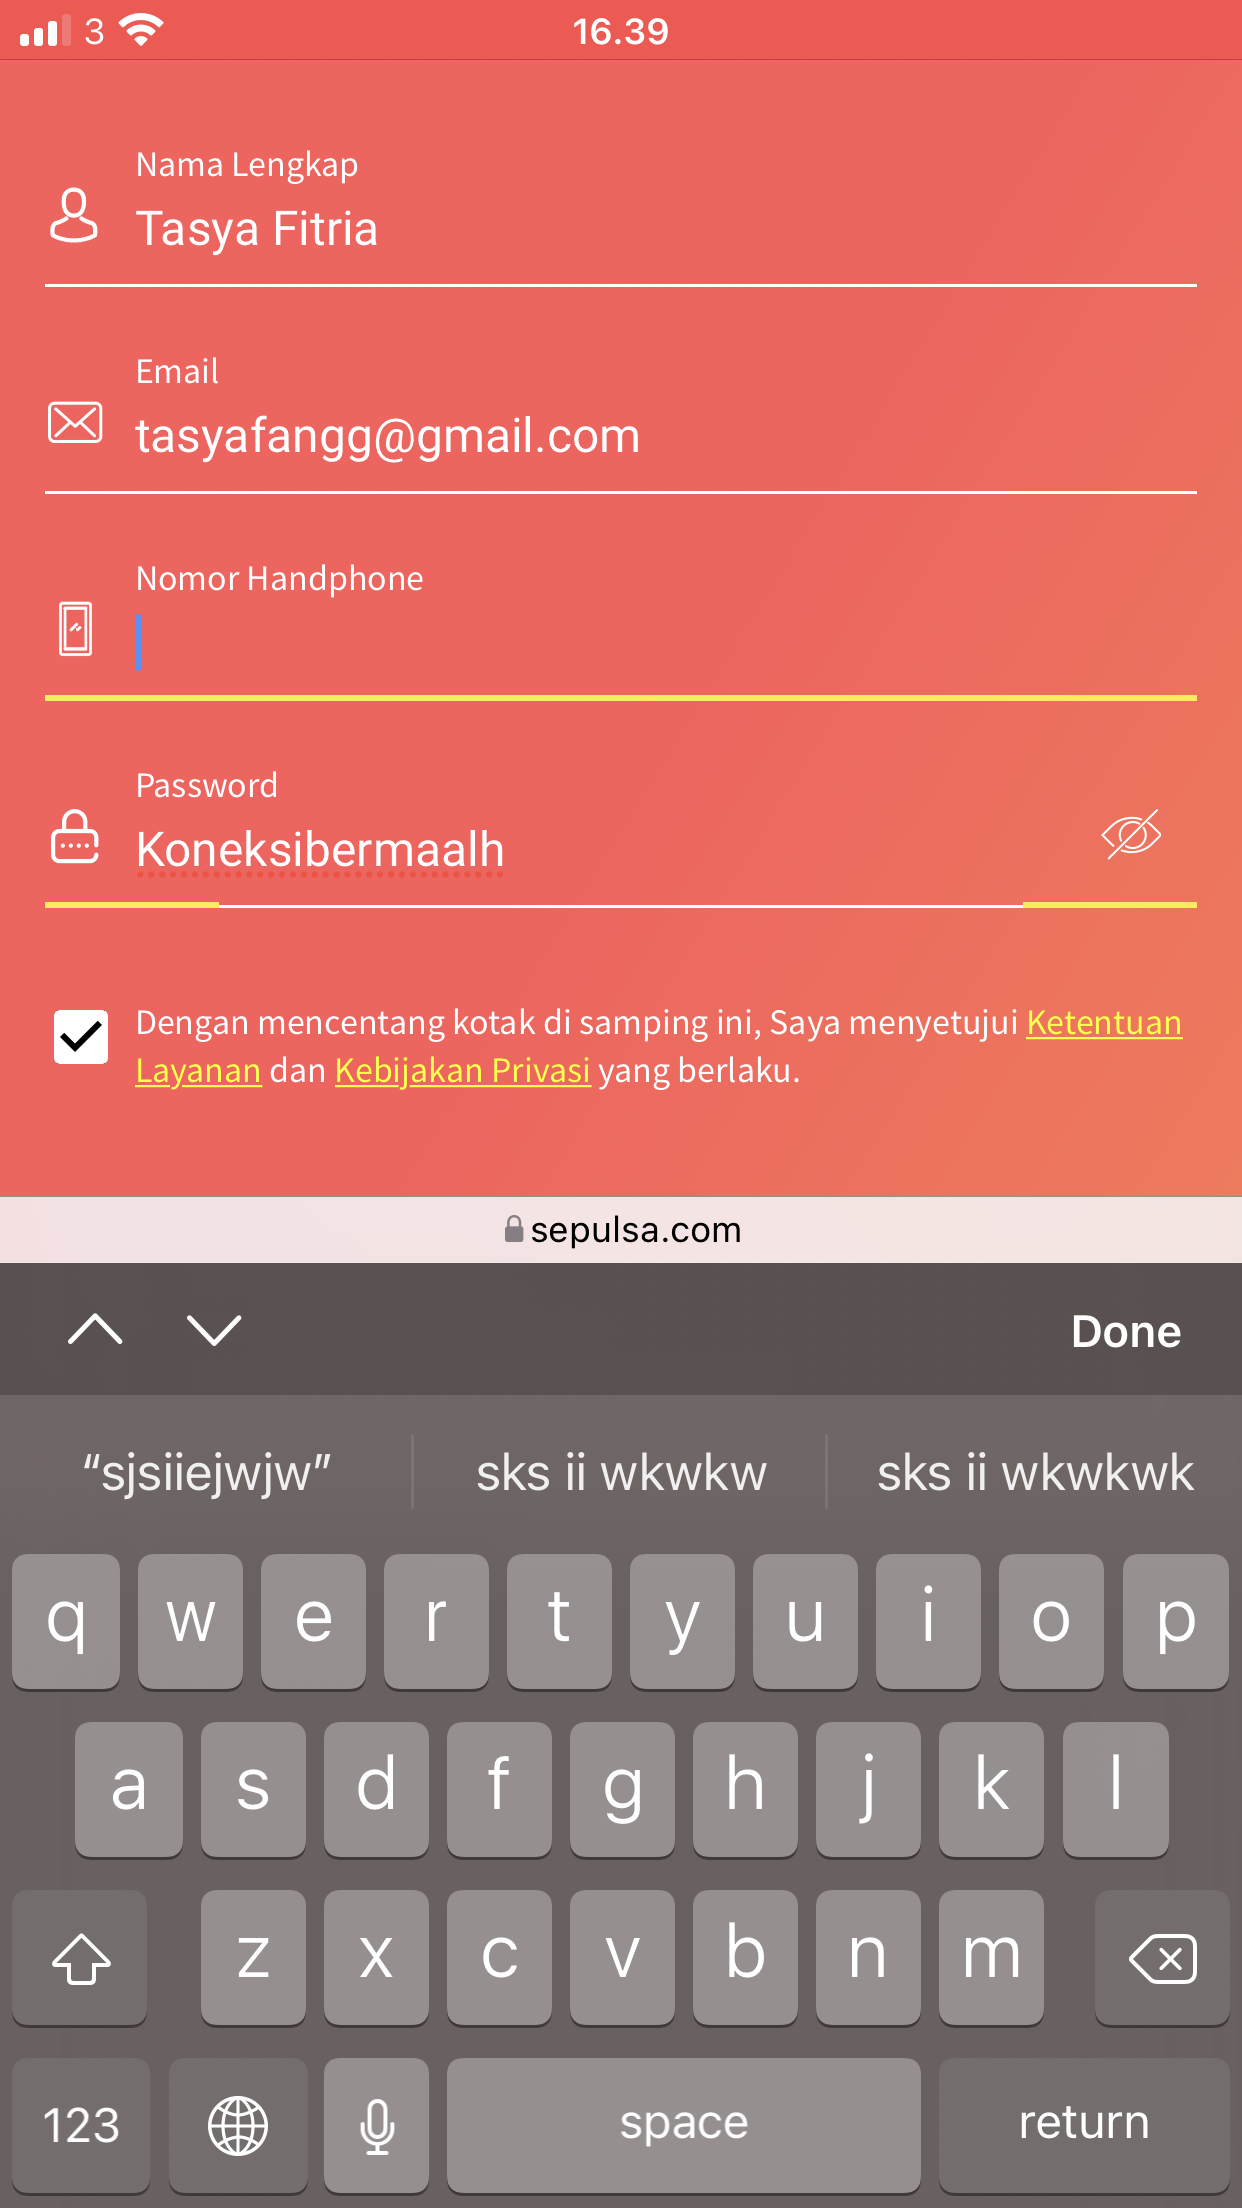 3 16.39
Nama Lengkap
Tasya Fitria
Email
tasyafangg@gmail.com
Nomor Handphone
Password
Koneksibermaalh
Dengan mencentang kotak di samping ini, Saya menyetujui Ketentuan
Layanan dan Kebijakan Privasi yang berlaku.
sepulsa.com
Done
“sjsiiejwjw” sks ii wkwkw sks ii wkwkwk
q w e r t y u i o p
a s d f g h j k l
z x c v b n m
123 space return